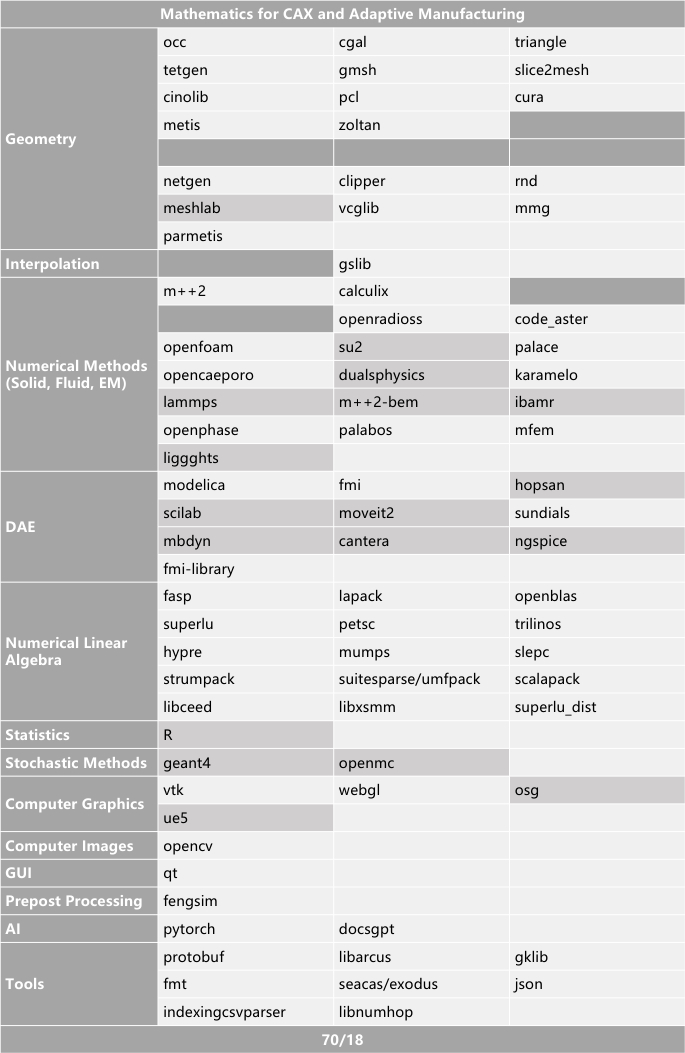 Mathematics for CAX and Adaptive Manufacturing
Geometry
occ cgal triangle
tetgen gmsh slice2mesh
cinolib pcl cura
metis zoltan
netgen clipper rnd
meshlab vcglib mmg
parmetis
Interpolation gslib
Numerical Methods
(Solid, Fluid, EM)
m++2 calculix
openradioss code_aster
openfoam su2 palace
opencaeporo dualsphysics karamelo
lammps m++2-bem ibamr
openphase palabos mfem
liggghts
DAE
modelica fmi hopsan
scilab moveit2 sundials
mbdyn cantera ngspice
fmi-library
Numerical Linear
Algebra
fasp lapack openblas
superlu petsc trilinos
hypre mumps slepc
strumpack suitesparse/umfpack scalapack
libceed libxsmm superlu_dist
Statistics R
Stochastic Methods geant4 openmc
Computer Graphics
vtk webgl osg
ue5
Computer Images opencv
GUI qt
Prepost Processing fengsim
AI pytorch docsgpt
Tools
protobuf libarcus gklib
fmt seacas/exodus json
indexingcsvparser libnumhop
70/18